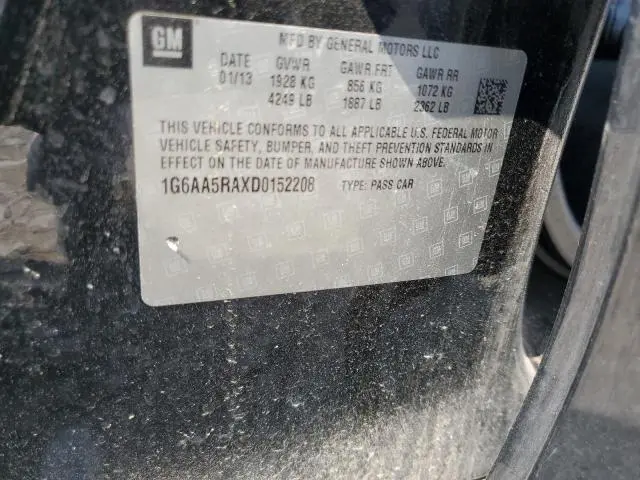 GM
MFD BY GENERAL MOTORS LLC
DATE GVWR GAWR FRT GAWR RR
01/13 1928 KG 856 KG 1072 KG
4249 LB 1887 LB 2362 LB
THIS VEHICLE CONFORMS TO ALL APPLICABLE U.S. FEDERAL MOTOR
VEHICLE SAFETY, BUMPER, AND THEFT PREVENTION STANDARDS IN
EFFECT ON THE DATE OF MANUFACTURE SHOWN ABOVE.
1G6AA5RAXD0152208 TYPE: PASS CAR